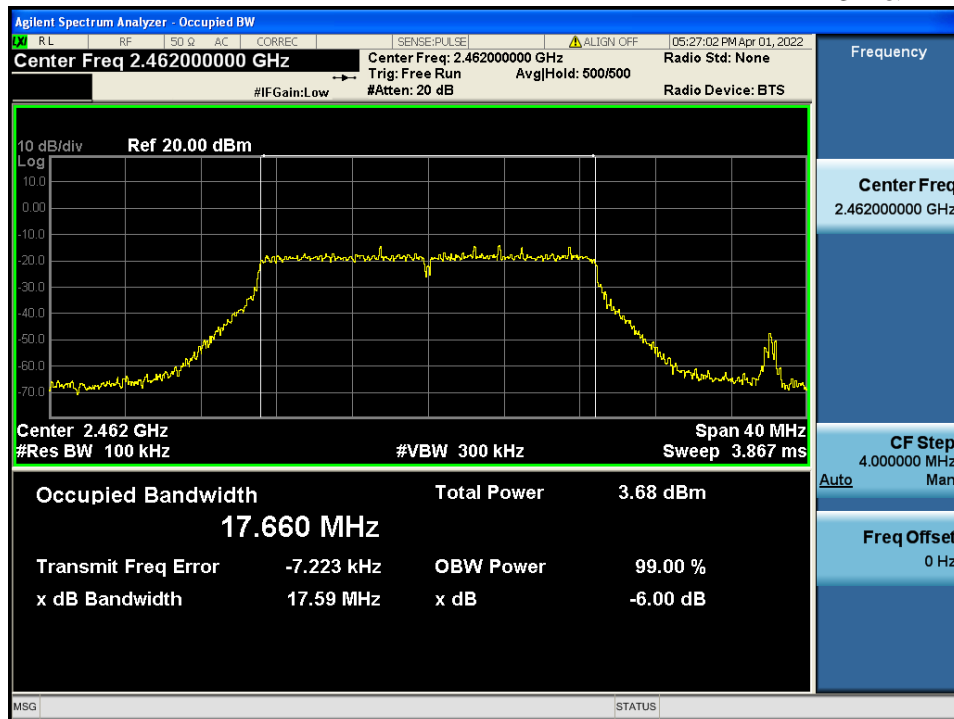 Agilent Spectrum Analyzer - Occupied BW
LXI RL RF 50 Ω AC CORREC SENSE:PULSE ALIGN OFF 05:27:02 PM Apr 01, 2022
Center Freq 2.462000000 GHz
#IFGain:Low
Center Freq: 2.462000000 GHz
Trig: Free Run Avg|Hold: 500/500
#Atten: 20 dB
Radio Std: None
Radio Device: BTS
10 dB/div Ref 20.00 dBm
Log
10.0
0.00
-10.0
-20.0
-30.0
-40.0
-50.0
-60.0
-70.0
Center 2.462 GHz Span 40 MHz
#Res BW 100 kHz #VBW 300 kHz Sweep 3.867 ms
Occupied Bandwidth Total Power 3.68 dBm
17.660 MHz
Transmit Freq Error -7.223 kHz OBW Power 99.00 %
x dB Bandwidth 17.59 MHz x dB -6.00 dB
Frequency
Center Freq
2.462000000 GHz
CF Step
4.000000 MHz
Auto Man
Freq Offset
0 Hz
MSG STATUS